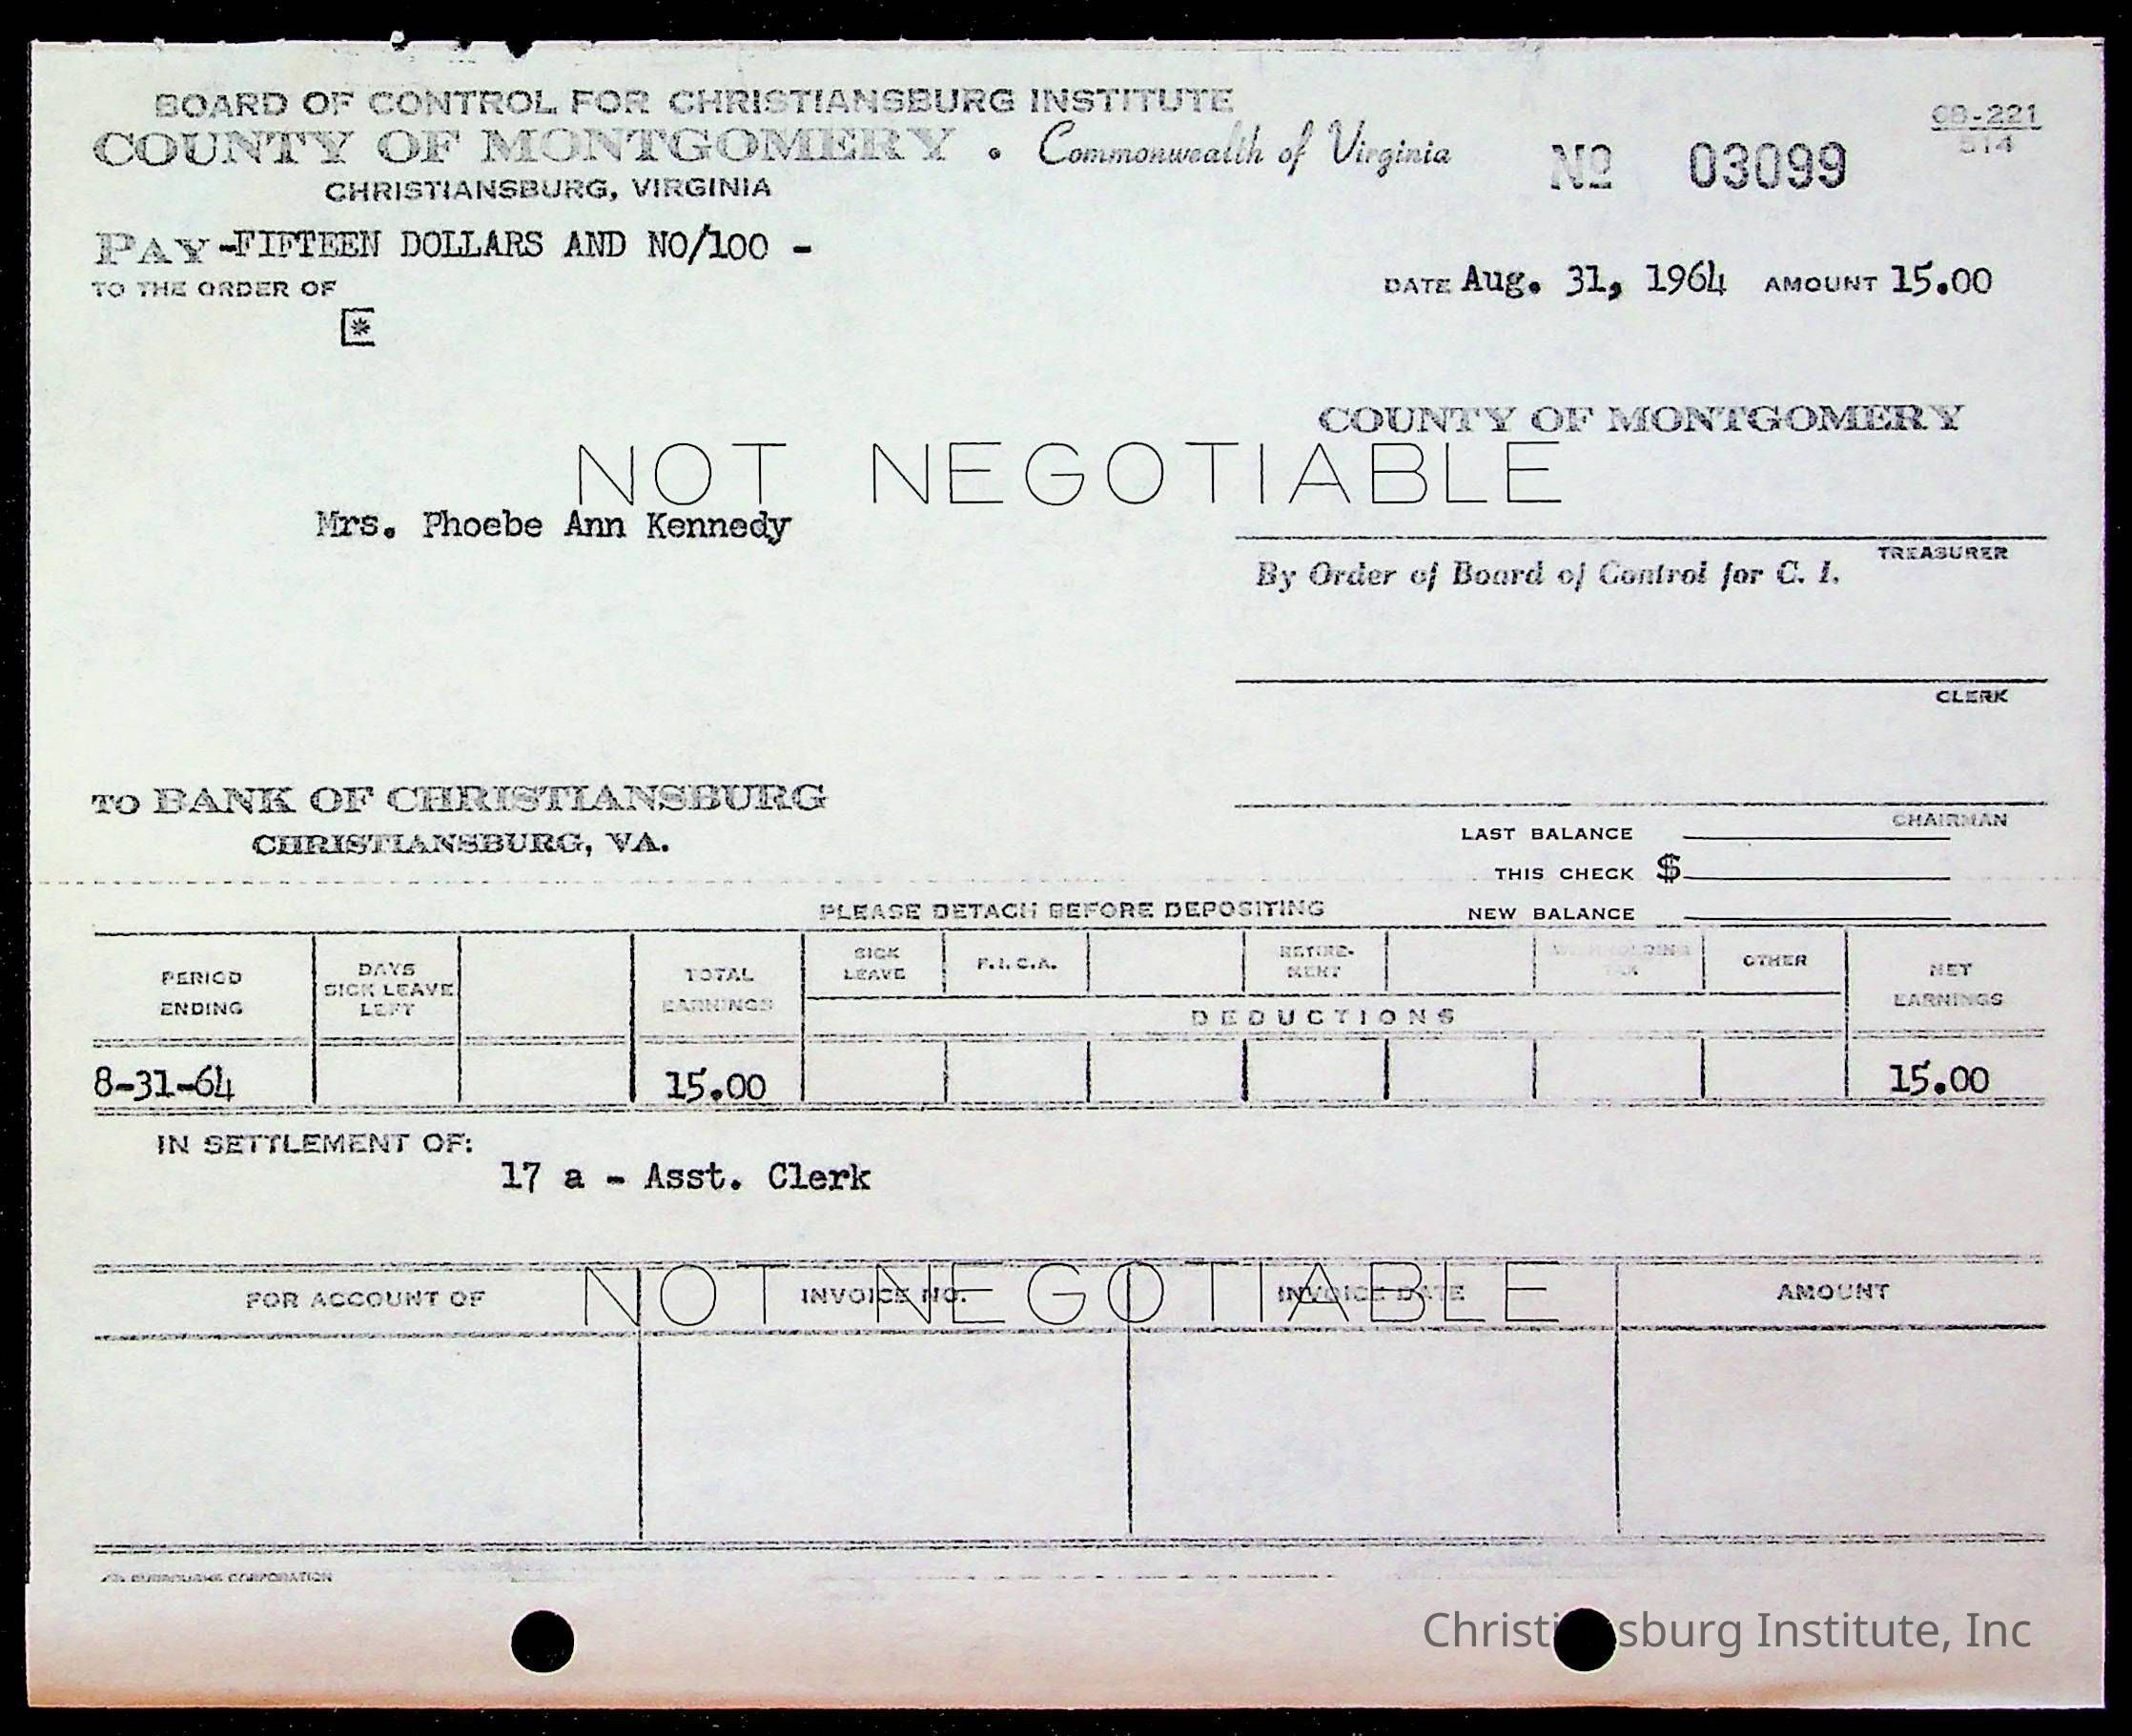 BOARD OF CONTROL FOR CHRISTIANSBURG INSTITUTE
COUNTY OF MONTGOMERY . Commonwealth of Virginia
CHRISTIANSBURG, VIRGINIA
68-221
514
No 03099
PAY -FIFTEEN DOLLARS AND NO/100 -
TO THE ORDER OF
DATE Aug. 31, 1964 AMOUNT 15.00
COUNTY OF MONTGOMERY
NOT NEGOTIABLE
Mrs. Phoebe Ann Kennedy
TREASURER
By Order of Board of Control for C. I.
CLERK
TO BANK OF CHRISTIANSBURG
CHRISTIANSBURG, VA.
CHAIRMAN
LAST BALANCE
THIS CHECK $
NEW BALANCE
PLEASE DETACH BEFORE DEPOSITING
PERIOD ENDING
DAYS SICK LEAVE LEFT
TOTAL EARNINGS
SICK LEAVE
F.I.C.A.
RETIRE-MENT
WITHHOLDING TAX
OTHER
NET EARNINGS
DEDUCTIONS
8-31-64 15.00 15.00
IN SETTLEMENT OF:
17 a - Asst. Clerk
NOT NEGOTIABLE
FOR ACCOUNT OF INVOICE NO. INVOICE DATE AMOUNT
BURROUGHS CORPORATION
Christiansburg Institute, Inc